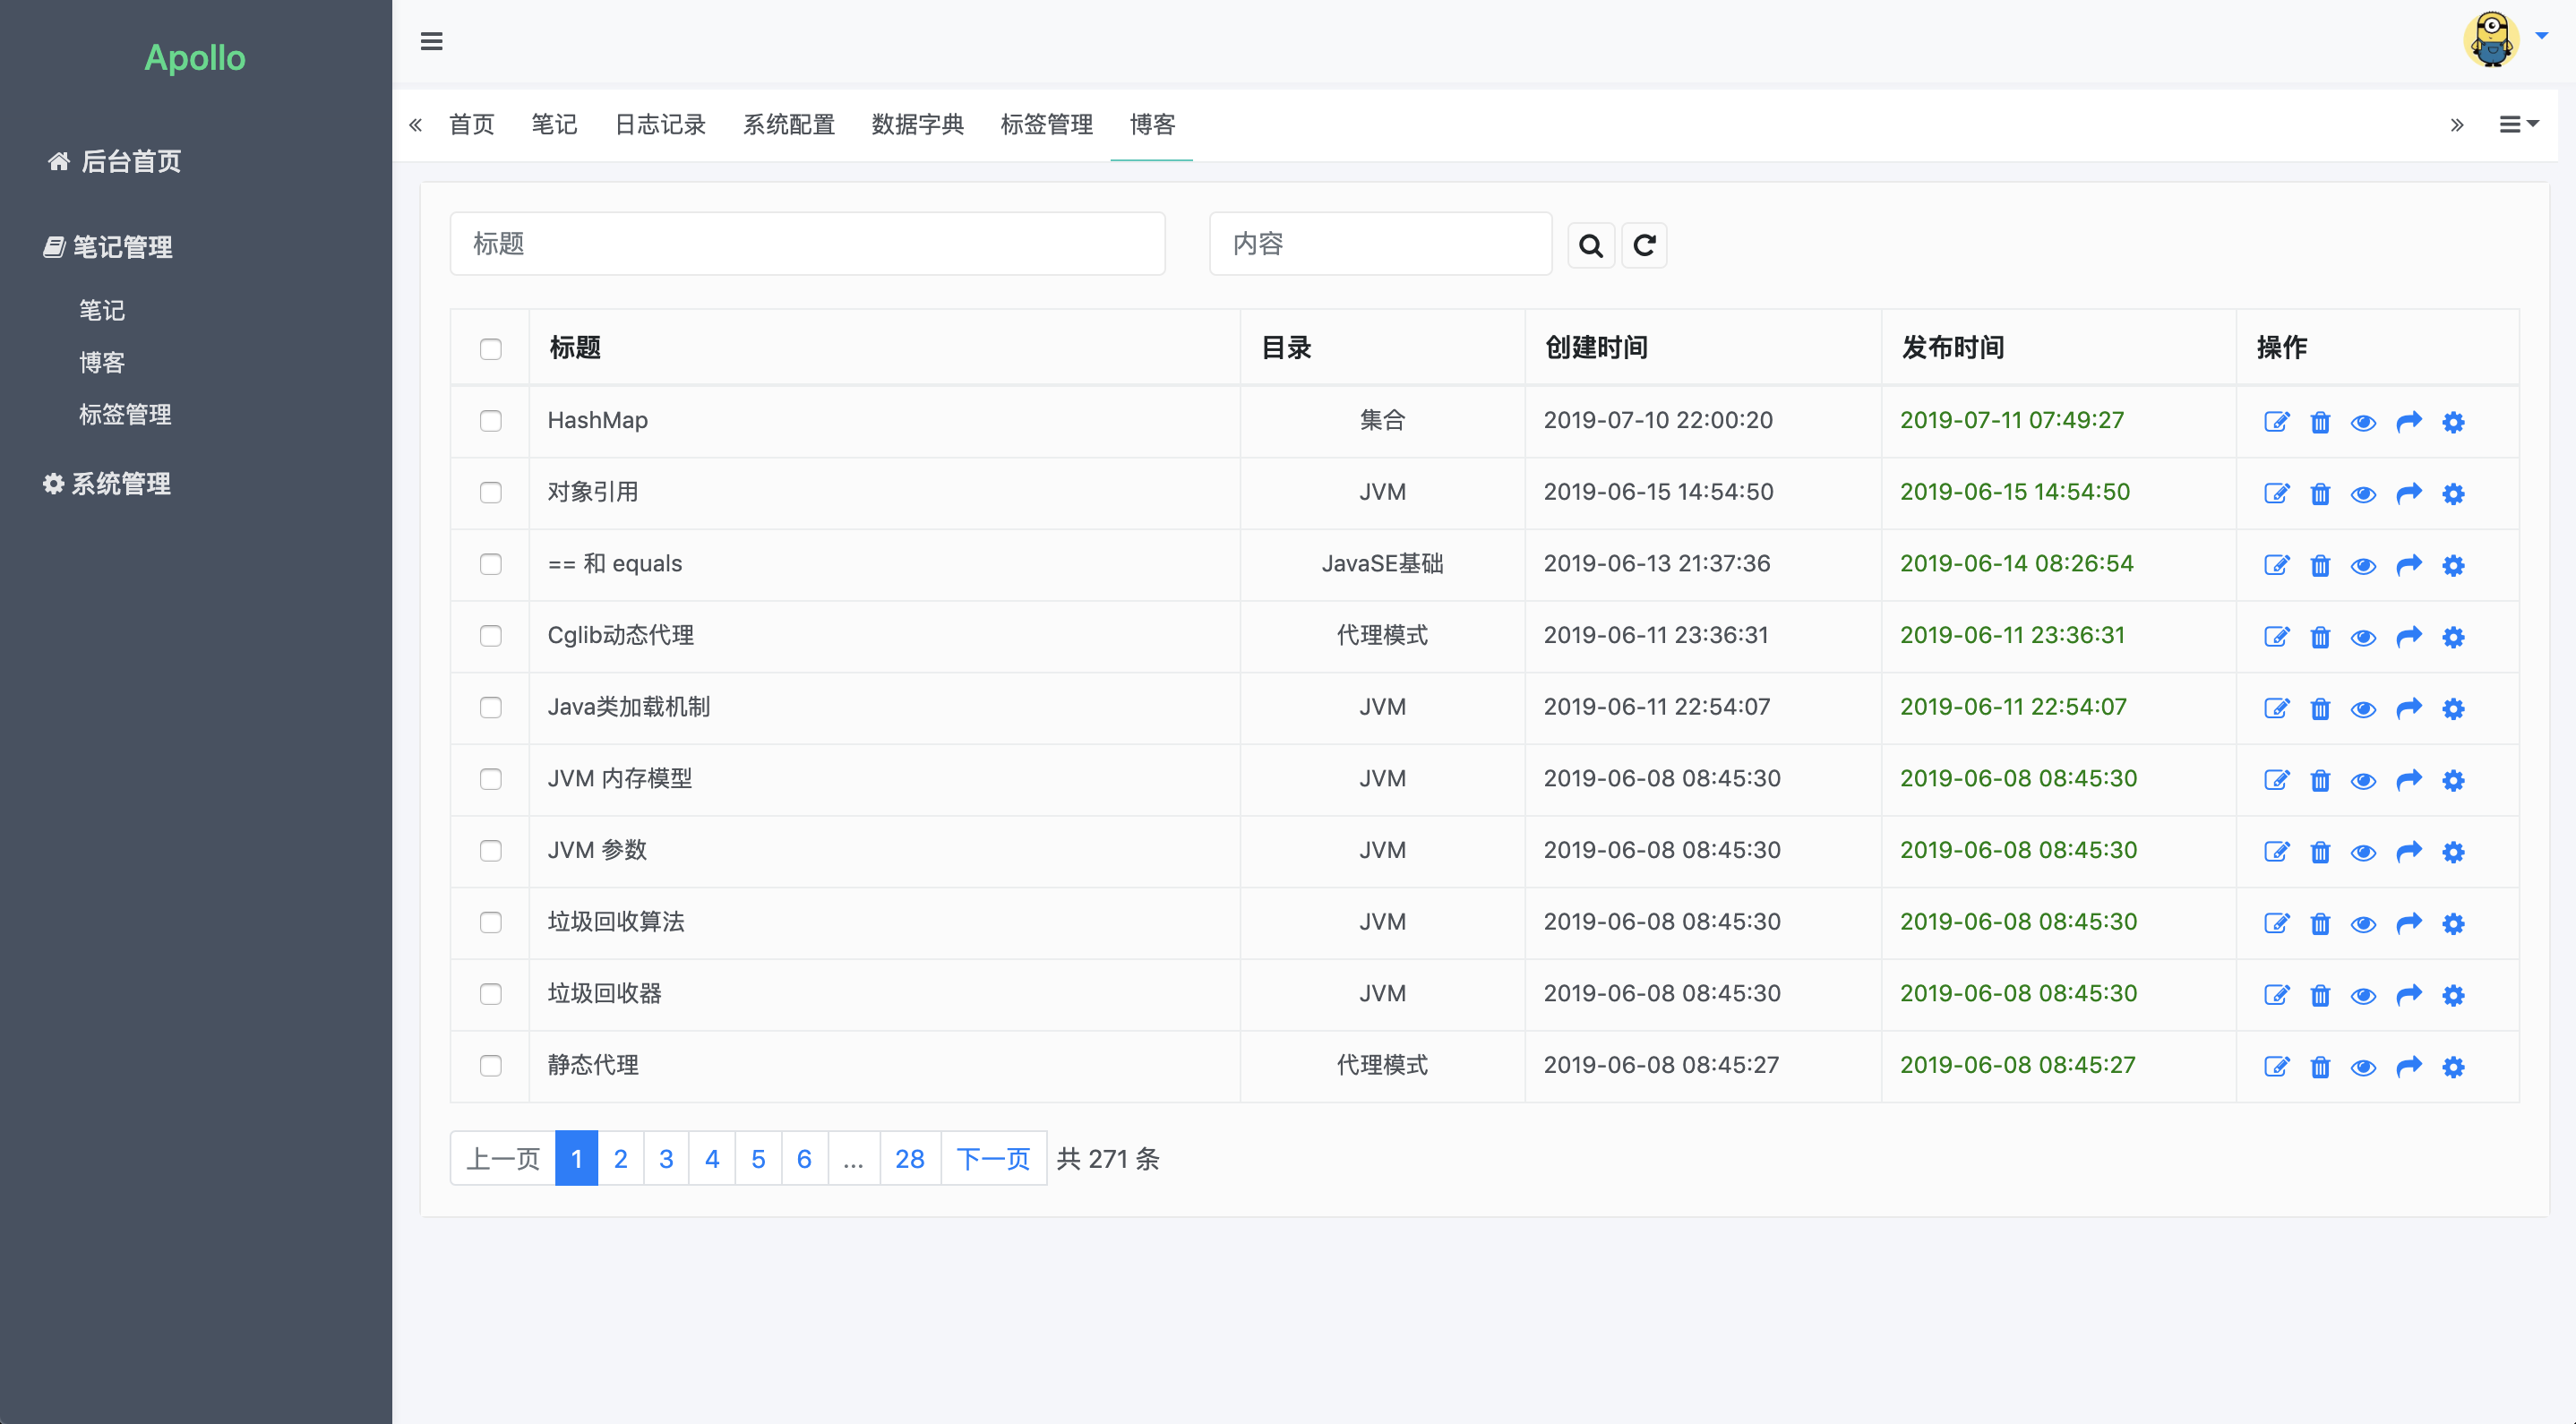 Apollo
后台首页
笔记管理
笔记
博客
标签管理
系统管理
首页 笔记 日志记录 系统配置 数据字典 标签管理 博客
标题 内容
标题 目录 创建时间 发布时间 操作
HashMap 集合 2019-07-10 22:00:20 2019-07-11 07:49:27
对象引用 JVM 2019-06-15 14:54:50 2019-06-15 14:54:50
== 和 equals JavaSE基础 2019-06-13 21:37:36 2019-06-14 08:26:54
Cglib动态代理 代理模式 2019-06-11 23:36:31 2019-06-11 23:36:31
Java类加载机制 JVM 2019-06-11 22:54:07 2019-06-11 22:54:07
JVM 内存模型 JVM 2019-06-08 08:45:30 2019-06-08 08:45:30
JVM 参数 JVM 2019-06-08 08:45:30 2019-06-08 08:45:30
垃圾回收算法 JVM 2019-06-08 08:45:30 2019-06-08 08:45:30
垃圾回收器 JVM 2019-06-08 08:45:30 2019-06-08 08:45:30
静态代理 代理模式 2019-06-08 08:45:27 2019-06-08 08:45:27
上一页 1 2 3 4 5 6 ... 28 下一页 共 271 条